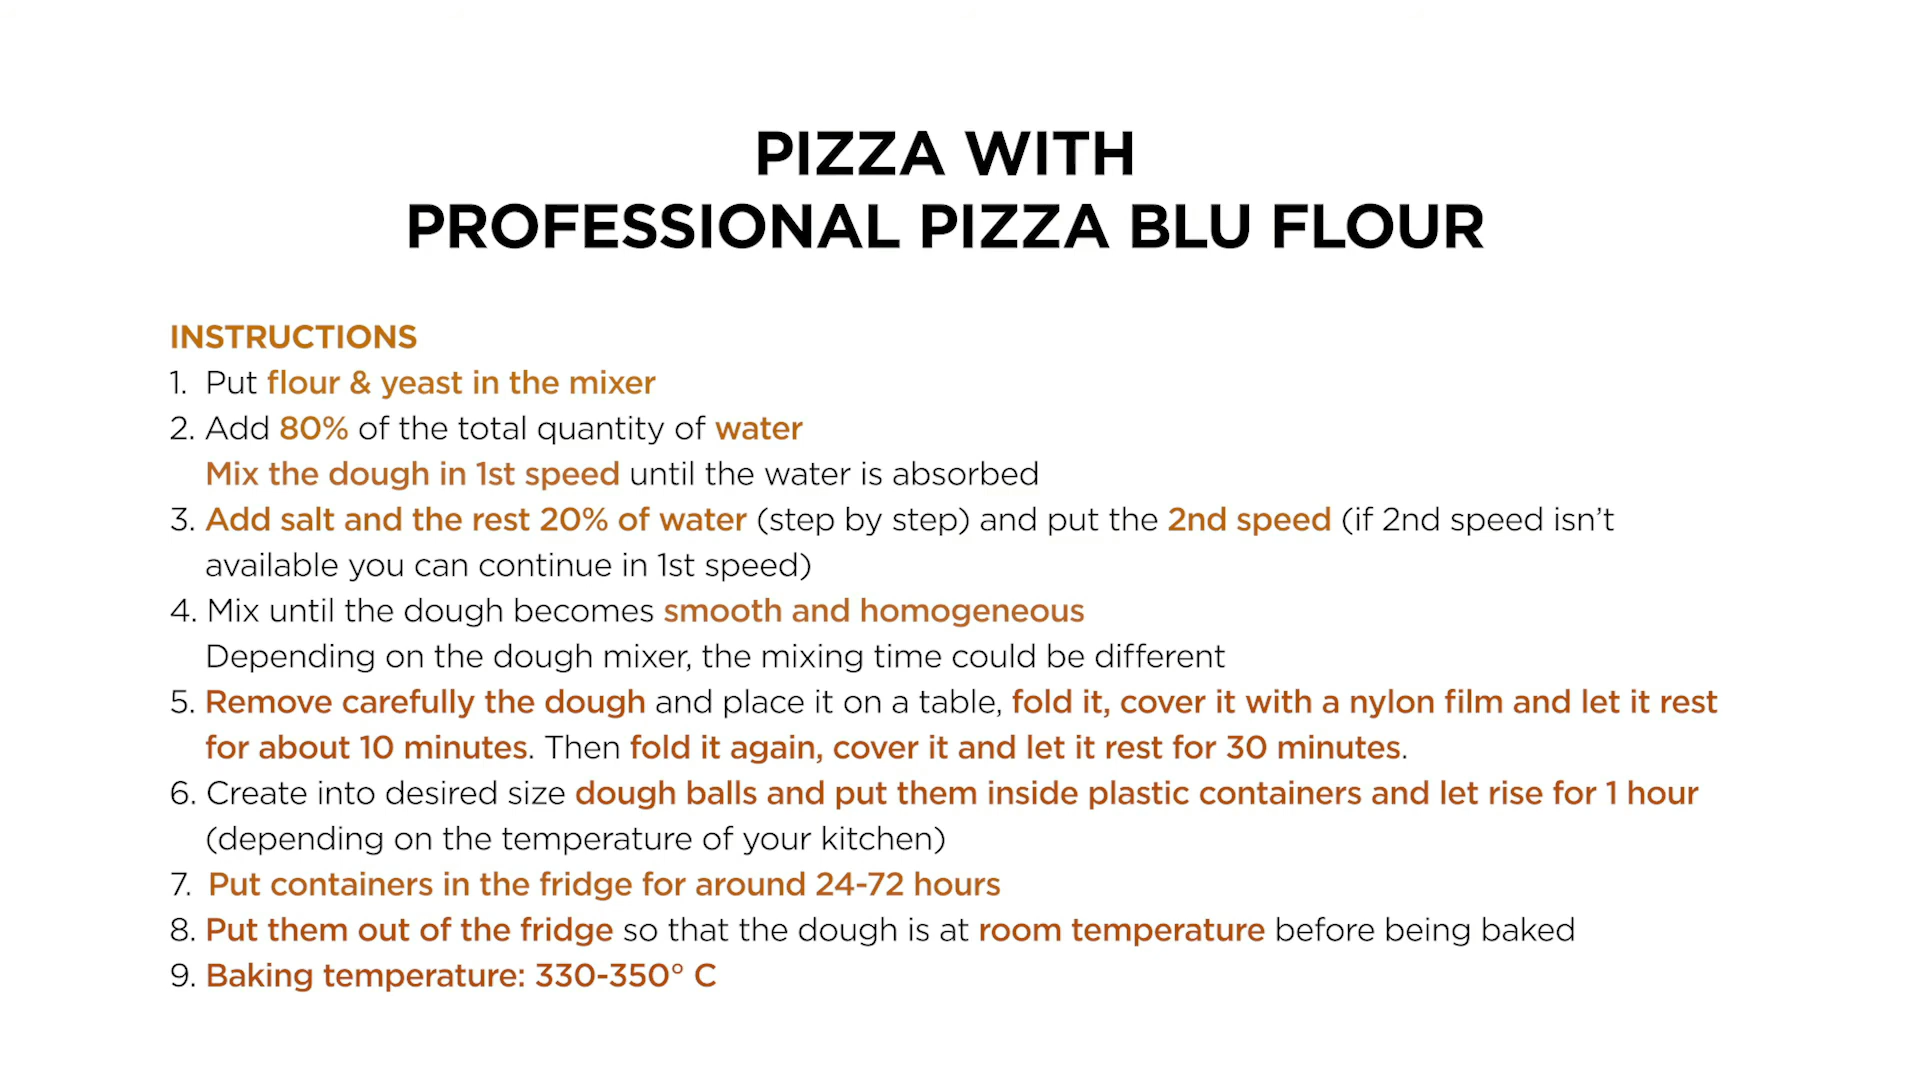 PIZZA WITH
PROFESSIONAL PIZZA BLU FLOUR
INSTRUCTIONS
1. Put flour & yeast in the mixer
2. Add 80% of the total quantity of water
Mix the dough in 1st speed until the water is absorbed
3. Add salt and the rest 20% of water (step by step) and put the 2nd speed (if 2nd speed isn’t
available you can continue in 1st speed)
4. Mix until the dough becomes smooth and homogeneous
Depending on the dough mixer, the mixing time could be different
5. Remove carefully the dough and place it on a table, fold it, cover it with a nylon film and let it rest
for about 10 minutes. Then fold it again, cover it and let it rest for 30 minutes.
6. Create into desired size dough balls and put them inside plastic containers and let rise for 1 hour
(depending on the temperature of your kitchen)
7. Put containers in the fridge for around 24-72 hours
8. Put them out of the fridge so that the dough is at room temperature before being baked
9. Baking temperature: 330-350° C